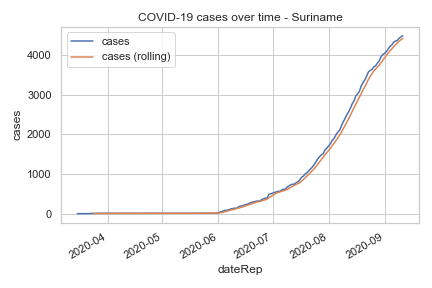 COVID-19 cases over time - Suriname
cases
cases (rolling)
4000
3000
2000
1000
0
cases
2020-04
2020-05
2020-06
2020-07
2020-08
2020-09
dateRep